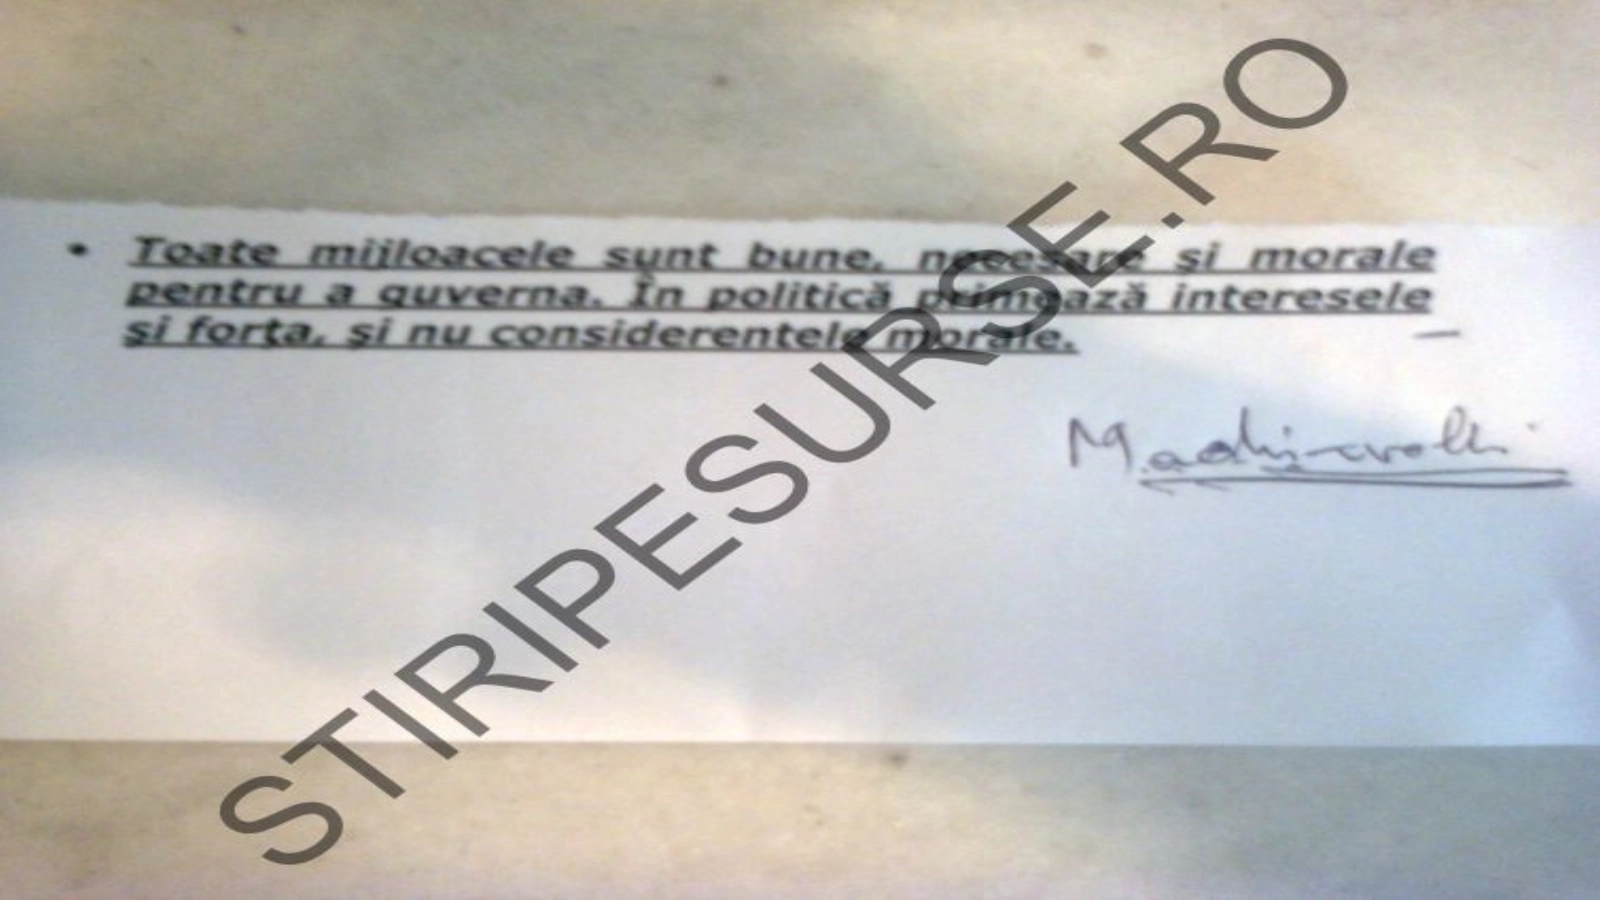 • Toate mijloacele sunt bune, necesare și morale
pentru a guverna. În politică primează interesele
și forța, și nu considerentele morale.
Machiavelli
STIRIPESURSE.RO